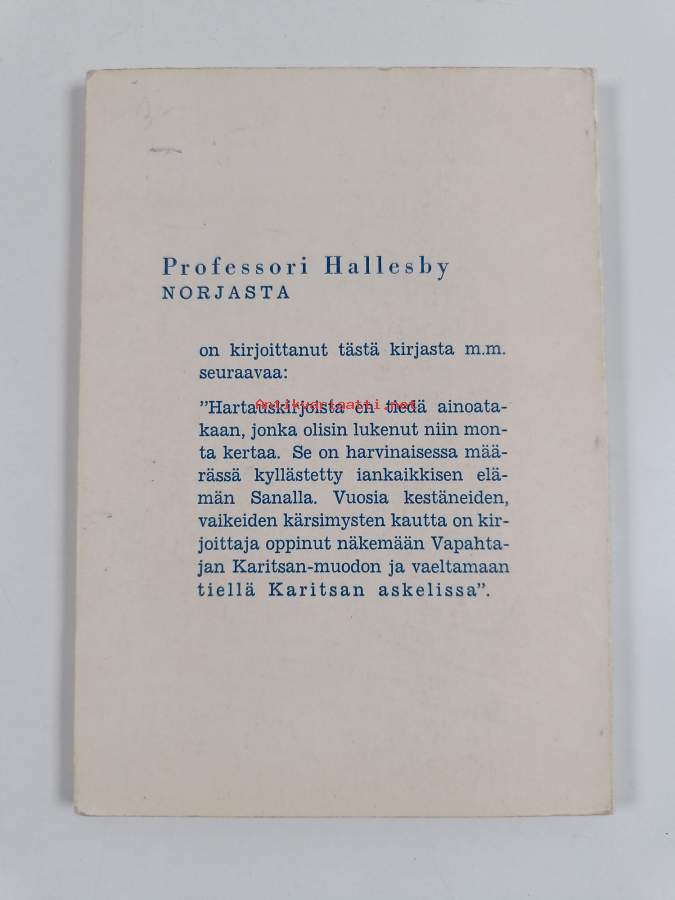 Professori Hallesby
NORJASTA
on kirjoittanut tästä kirjasta m.m.
seuraavaa:
Antikvariaatti.net
"Hartauskirjoista en tiedä ainoata-
kaan, jonka olisin lukenut niin mon-
ta kertaa. Se on harvinaisessa mää-
rässä kyllästetty iankaikkisen elä-
män Sanalla. Vuosia kestäneiden,
vaikeiden kärsimysten kautta on kir-
joittaja oppinut näkemään Vapahta-
jan Karitsan-muodon ja vaeltamaan
tiellä Karitsan askelissa".